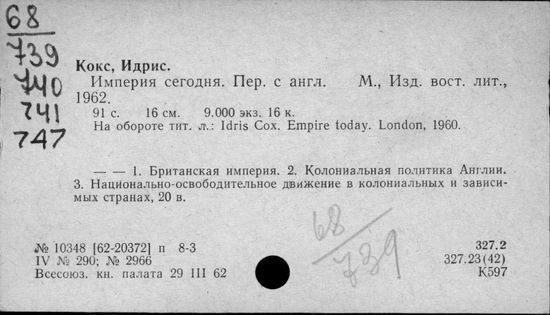 68
739
740
741
747
Кокс, Идрис.
Империя сегодня. Пер. с англ. М., Изд. вост. лит.,
1962.
91 с. 16 см. 9.000 экз. 16 к.
На обороте тит. л.: Idris Cox. Empire today. London, 1960.
— — 1. Британская империя. 2. Колониальная политика Англии.
3. Национально-освободительное движение в колониальных и зависи-
мых странах, 20 в.
68
739
№ 10348 [62-20372] п 8-3
IV № 290; № 2966
Всесоюз. кн. палата 29 III 62
327.2
327.23(42)
К597